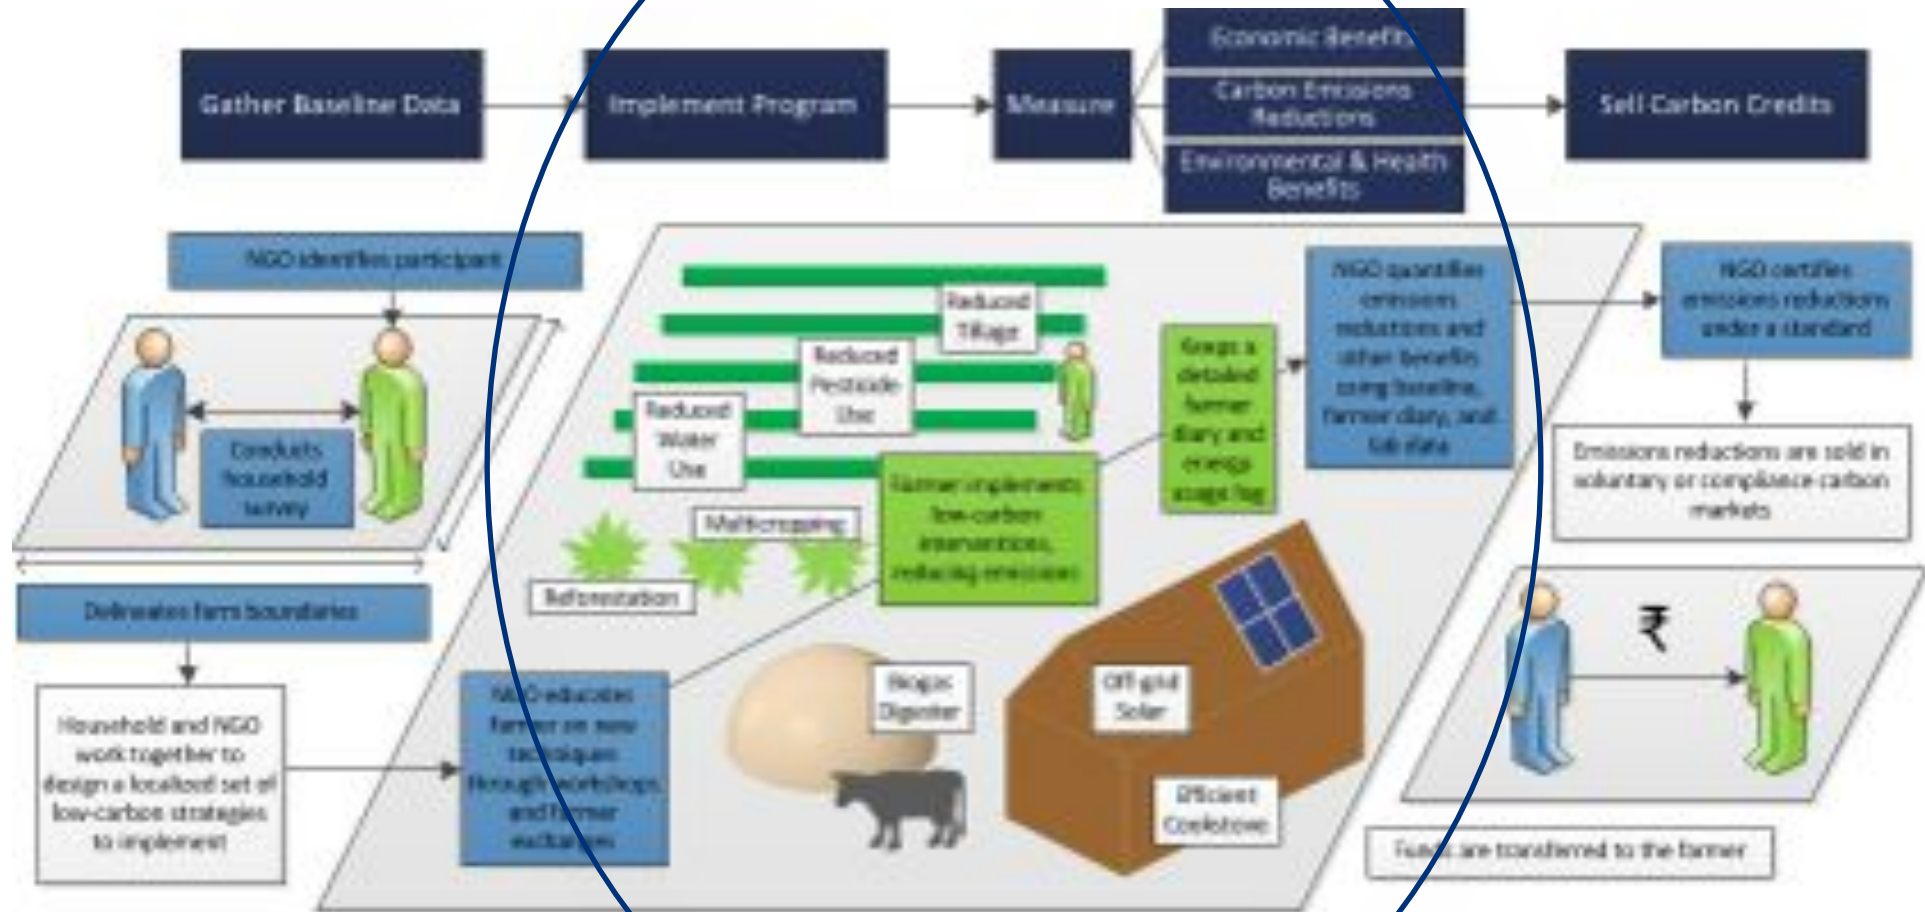 Gather Baseline Data
Implement Program
Measure
Economic Benefits
Carbon Emissions
Reductions
Environmental & Health
Benefits
Sell Carbon Credits
NGO identifies participant
Conducts
household
survey
Delineates farm boundaries
Household and NGO
work together to
design a localized set of
low-carbon strategies
to implement
NGO educates
farmer on new
techniques
through workshops
and farmer
exchanges
Reduced
Tillage
Reduced
Pesticide
Use
Reduced
Water
Use
Multicropping
Reforestation
Farmer implements
low-carbon
interventions,
reducing emissions
Biogas
Digester
Off-grid
Solar
Efficient
Cookstove
Keeps a
detailed
farmer
diary and
energy
usage log
NGO quantifies
emissions
reductions and
other benefits
using baseline,
farmer diary, and
lab data
NGO certifies
emissions reductions
under a standard
Emissions reductions are sold in
voluntary or compliance carbon
markets
₹
Funds are transferred to the farmer